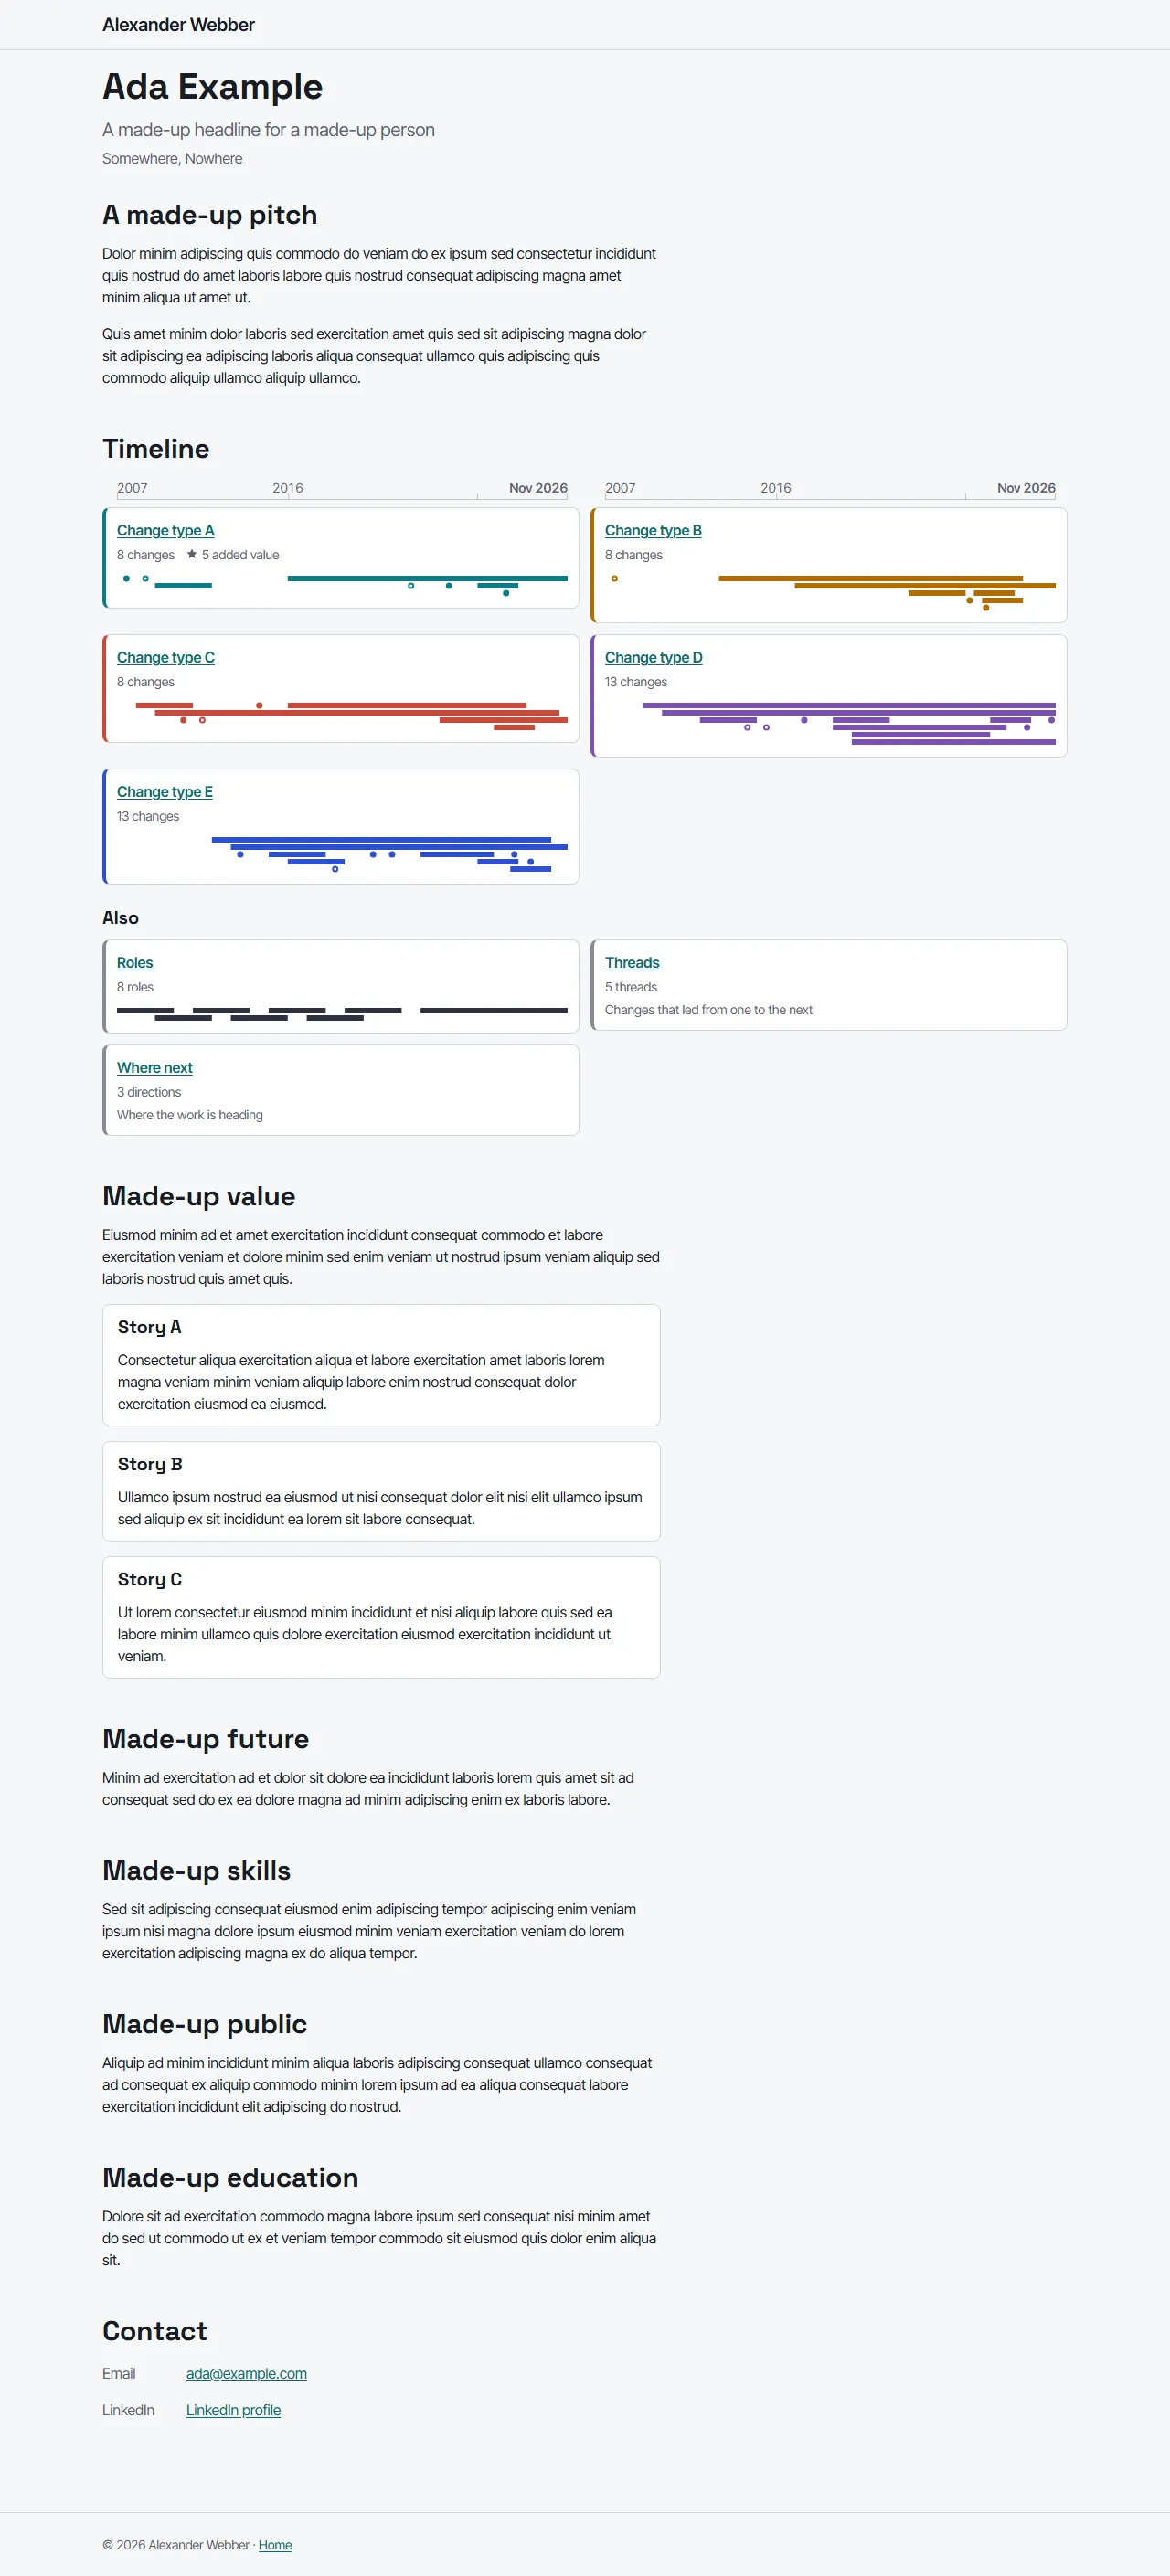 Alexander Webber
Ada Example
A made-up headline for a made-up person
Somewhere, Nowhere
A made-up pitch
Dolor minim adipiscing quis commodo do veniam do ex ipsum sed consectetur incididunt
quis nostrud do amet laboris labore quis nostrud consequat adipiscing magna amet
minim aliqua ut amet ut.
Quis amet minim dolor laboris sed exercitation amet quis sed sit adipiscing magna dolor
sit adipiscing ea adipiscing laboris aliqua consequat ullamco quis adipiscing quis
commodo aliquip ullamco aliquip ullamco.
Timeline
2007 2016 Nov 2026 2007 2016 Nov 2026
Change type A
8 changes ★ 5 added value
Change type B
8 changes
Change type C
8 changes
Change type D
13 changes
Change type E
13 changes
Also
Roles
8 roles
Threads
5 threads
Changes that led from one to the next
Where next
3 directions
Where the work is heading
Made-up value
Eiusmod minim ad et amet exercitation incididunt consequat commodo et labore
exercitation veniam et dolore minim sed enim veniam ut nostrud ipsum veniam aliquip sed
laboris nostrud quis amet quis.
Story A
Consectetur aliqua exercitation aliqua et labore exercitation amet laboris lorem
magna veniam minim veniam aliquip labore enim nostrud consequat dolor
exercitation eiusmod ea eiusmod.
Story B
Ullamco ipsum nostrud ea eiusmod ut nisi consequat dolor elit nisi elit ullamco ipsum
sed aliquip ex sit incididunt ea lorem sit labore consequat.
Story C
Ut lorem consectetur eiusmod minim incididunt et nisi aliquip labore quis sed ea
labore minim ullamco quis dolore exercitation eiusmod exercitation incididunt ut
veniam.
Made-up future
Minim ad exercitation ad et dolor sit dolore ea incididunt laboris lorem quis amet sit ad
consequat sed do ex ea dolore magna ad minim adipiscing enim ex laboris labore.
Made-up skills
Sed sit adipiscing consequat eiusmod enim adipiscing tempor adipiscing enim veniam
ipsum nisi magna dolore ipsum eiusmod minim veniam exercitation veniam do lorem
exercitation adipiscing magna ex do aliqua tempor.
Made-up public
Aliquip ad minim incididunt minim aliqua laboris adipiscing consequat ullamco consequat
ad consequat ex aliquip commodo minim lorem ipsum ad ea aliqua consequat labore
exercitation incididunt elit adipiscing do nostrud.
Made-up education
Dolore sit ad exercitation commodo magna labore ipsum sed consequat nisi minim amet
do sed ut commodo ut ex et veniam tempor commodo sit eiusmod quis dolor enim aliqua
sit.
Contact
Email ada@example.com
LinkedIn LinkedIn profile
© 2026 Alexander Webber · Home